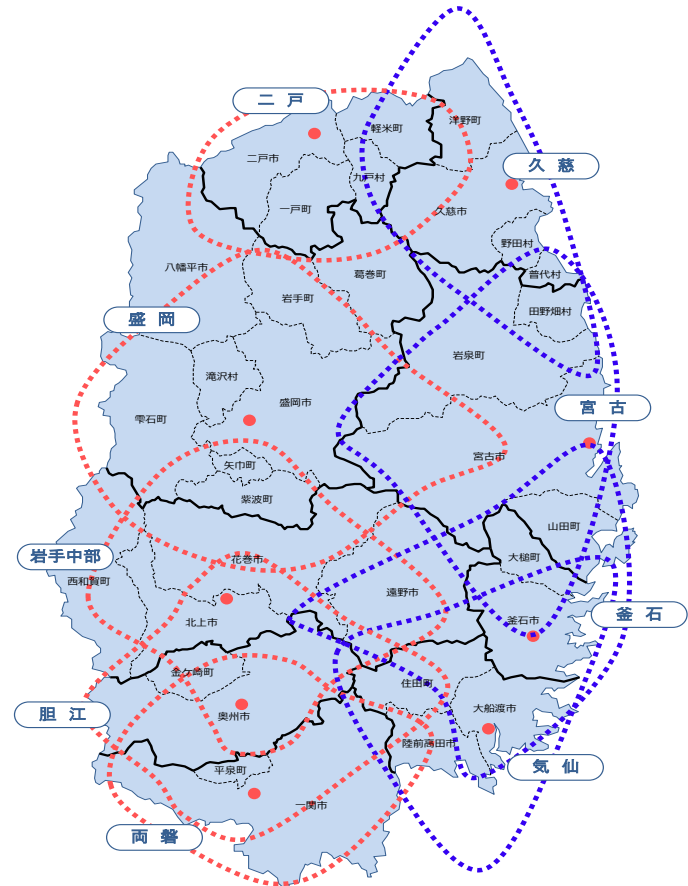 二 戸
軽米町
洋野町
二戸市
久 慈
九戸村
一戸町
久慈市
野田村
八幡平市
葛巻町
普代村
岩手町
田野畑村
盛 岡
岩泉町
滝沢村
盛岡市
宮 古
雫石町
宮古市
矢巾町
紫波町
山田町
岩手中部
花巻市
大槌町
西和賀町
遠野市
北上市
釜石市
釜 石
金ケ崎町
住田町
胆 江
奥州市
大船渡市
陸前高田市
気 仙
平泉町
一関市
両 磐